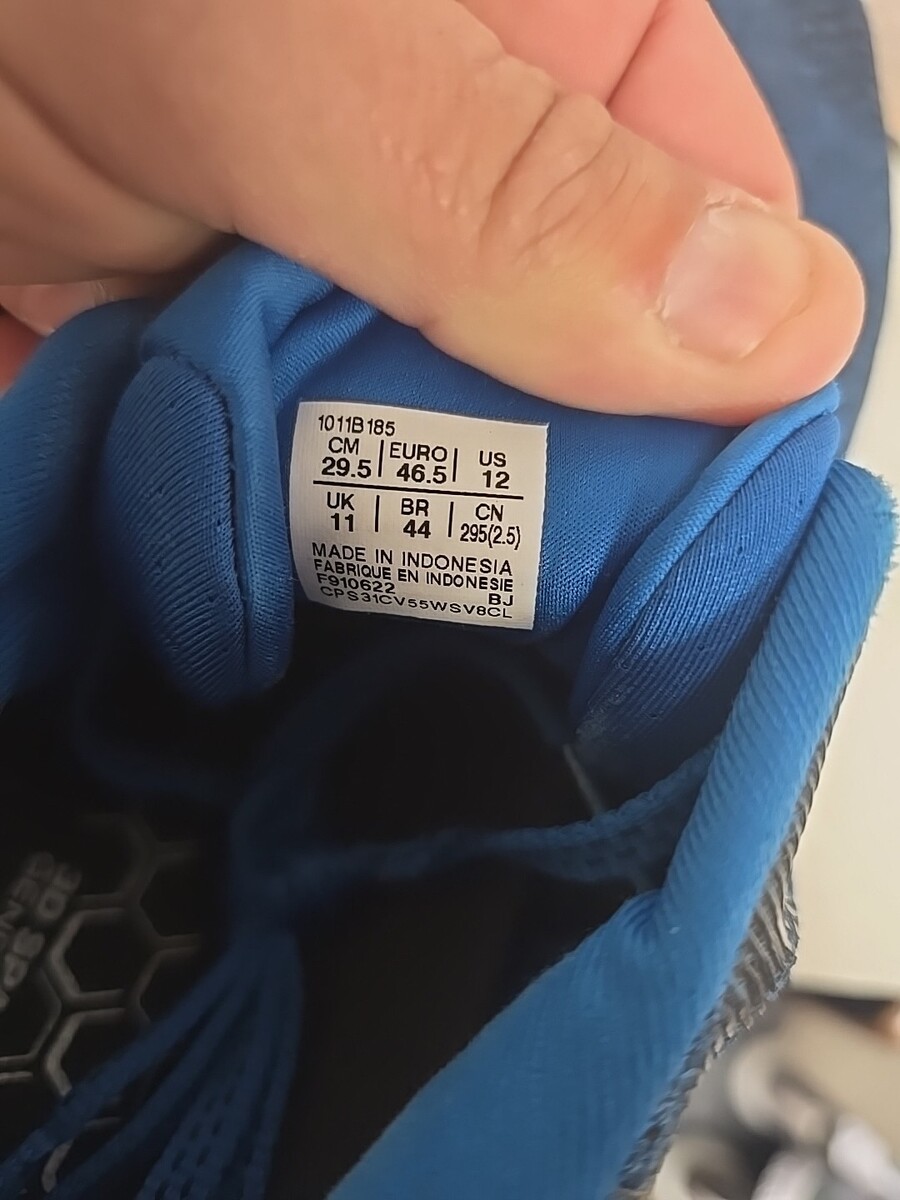 1011B185
CM | EURO | US
29.5 | 46.5 | 12
UK | BR | CN
11 | 44 | 295(2.5)
MADE IN INDONESIA
FABRIQUE EN INDONESIE
F910622 BJ
CPS31CV55WSV8CL
3D